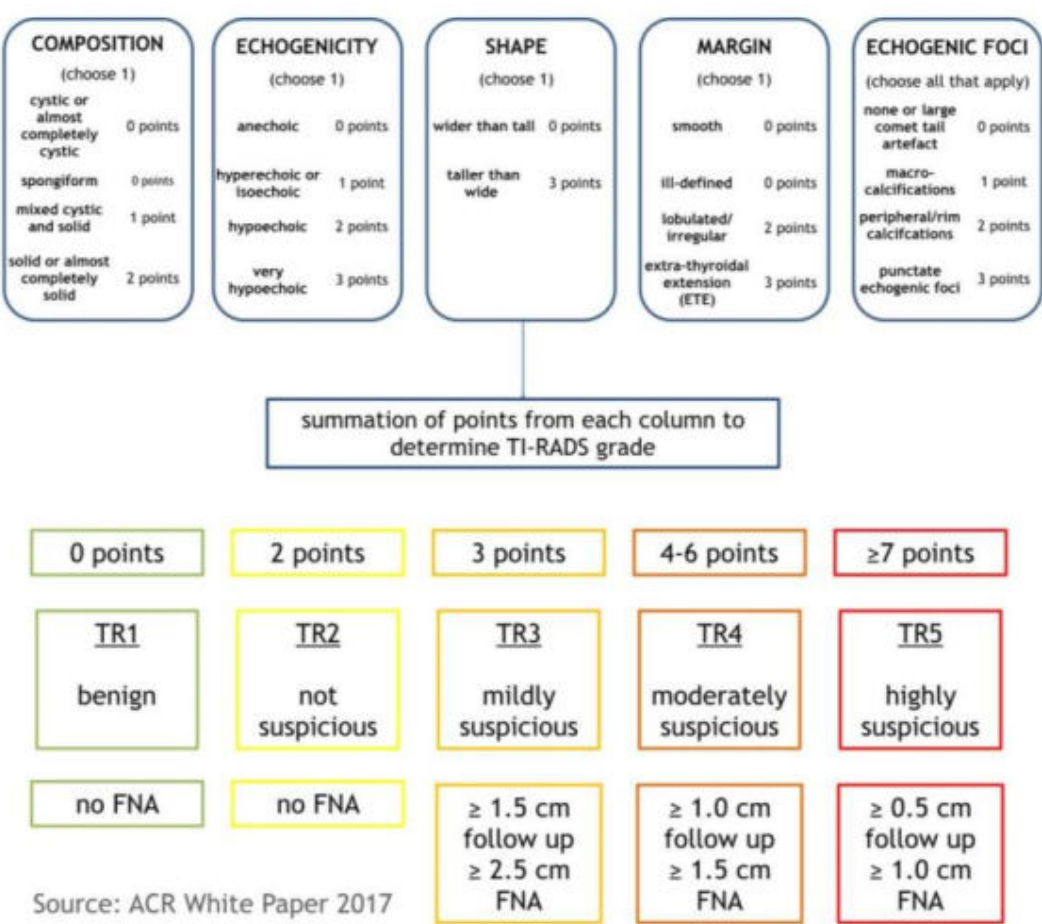 COMPOSITION
(choose 1)
cystic or
almost
completely
cystic
0 points
spongiform
0 points
mixed cystic
and solid
1 point
solid or almost
completely
solid
2 points
ECHOGENICITY
(choose 1)
anechoic
0 points
hyperechoic or
isoechoic
1 point
hypoechoic
2 points
very
hypoechoic
3 points
SHAPE
(choose 1)
wider than tall
0 points
taller than
wide
3 points
MARGIN
(choose 1)
smooth
0 points
ill-defined
0 points
lobulated/
irregular
2 points
extra-thyroidal
extension
(ETE)
3 points
ECHOGENIC FOCI
(choose all that apply)
none or large
comet tail
artefact
0 points
macro-
calcifications
1 point
peripheral/rim
calcifcations
2 points
punctate
echogenic foci
3 points
summation of points from each column to
determine TI-RADS grade
0 points
2 points
3 points
4-6 points
≥7 points
TR1
benign
TR2
not
suspicious
TR3
mildly
suspicious
TR4
moderately
suspicious
TR5
highly
suspicious
no FNA
no FNA
≥ 1.5 cm
follow up
≥ 2.5 cm
FNA
≥ 1.0 cm
follow up
≥ 1.5 cm
FNA
≥ 0.5 cm
follow up
≥ 1.0 cm
FNA
Source: ACR White Paper 2017